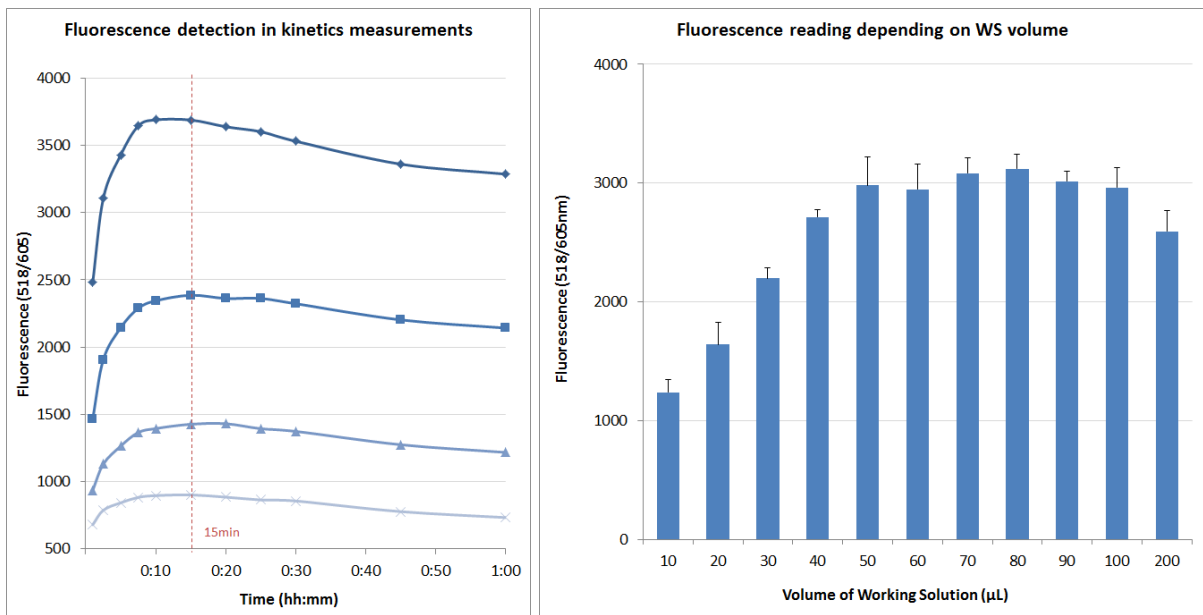 Fluorescence detection in kinetics measurements
Fluorescence (518/605)
4000
3500
3000
2500
2000
1500
1000
500
15min
0:10 0:20 0:30 0:40 0:50 1:00
Time (hh:mm)
Fluorescence reading depending on WS volume
Fluorescence (518/605nm)
4000
3000
2000
1000
0
10 20 30 40 50 60 70 80 90 100 200
Volume of Working Solution (µL)